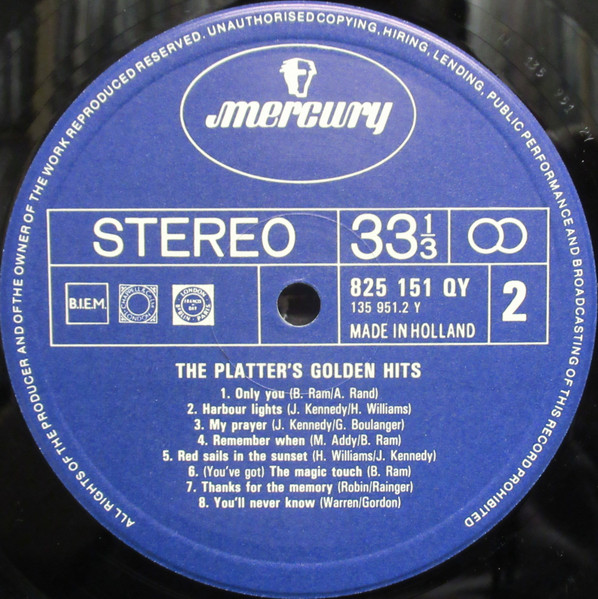 ALL RIGHTS OF THE PRODUCER AND OF THE OWNER OF THE WORK REPRODUCED RESERVED. UNAUTHORISED COPYING, HIRING, LENDING, PUBLIC PERFORMANCE AND BROADCASTING OF THIS RECORD PROHIBITED
mercury
STEREO 33⅓
B.I.E.M. 825 151 QY 2
135 951.2 Y
MADE IN HOLLAND
THE PLATTER'S GOLDEN HITS
1. Only you (B. Ram/A. Rand)
2. Harbour lights (J. Kennedy/H. Williams)
3. My prayer (J. Kennedy/G. Boulanger)
4. Remember when (M. Addy/B. Ram)
5. Red sails in the sunset (H. Williams/J. Kennedy)
6. (You've got) The magic touch (B. Ram)
7. Thanks for the memory (Robin/Rainger)
8. You'll never know (Warren/Gordon)